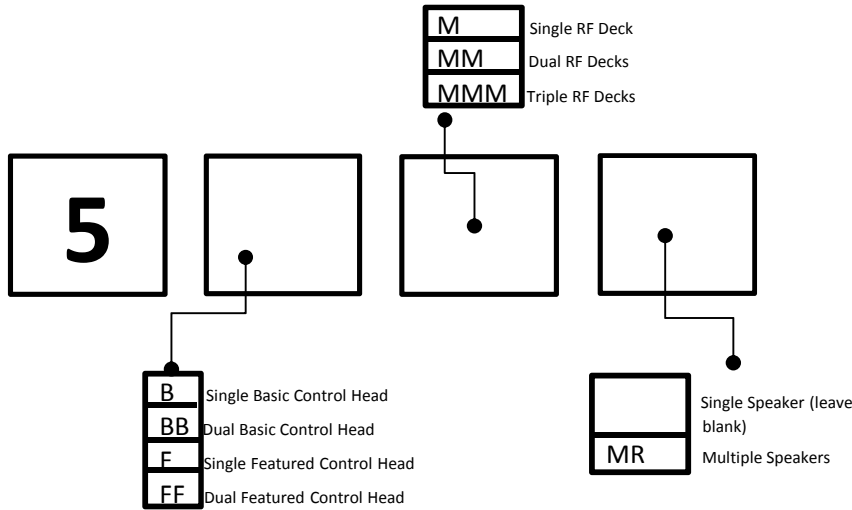 M Single RF Deck
MM Dual RF Decks
MMM Triple RF Decks
5
B Single Basic Control Head
BB Dual Basic Control Head
F Single Featured Control Head
FF Dual Featured Control Head
Single Speaker (leave
blank)
MR Multiple Speakers